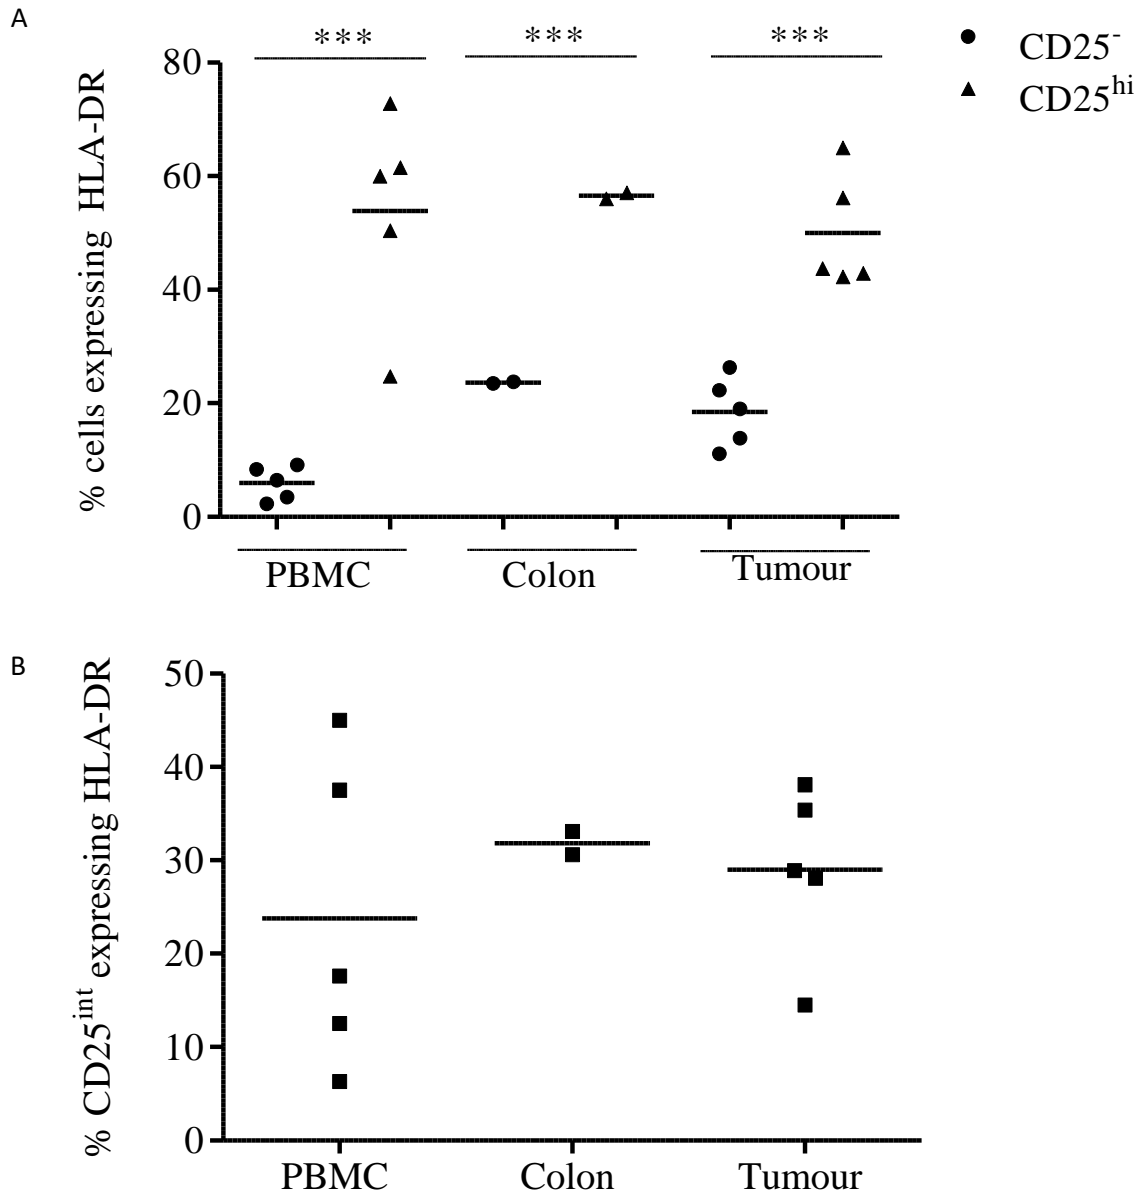 A
*** *** ***
CD25⁻
CD25ʰⁱ
% cells expressing HLA-DR
80
60
40
20
0
PBMC Colon Tumour
B
% CD25ⁱⁿᵗ expressing HLA-DR
50
40
30
20
10
0
PBMC Colon Tumour